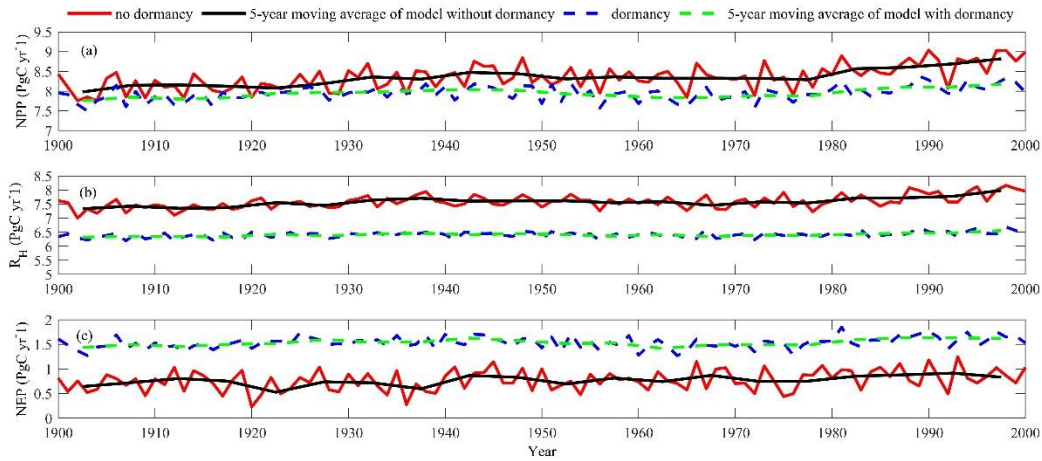 no dormancy 5-year moving average of model without dormancy dormancy 5-year moving average of model with dormancy
(a)
NPP (PgC yr⁻¹)
9.5
9
8.5
8
7.5
7
1900 1910 1920 1930 1940 1950 1960 1970 1980 1990 2000
(b)
R_H (PgC yr⁻¹)
8.5
8
7.5
7
6.5
6
5.5
5
1900 1910 1920 1930 1940 1950 1960 1970 1980 1990 2000
(c)
NEP (PgC yr⁻¹)
2
1.5
1
0.5
0
1900 1910 1920 1930 1940 1950 1960 1970 1980 1990 2000
Year